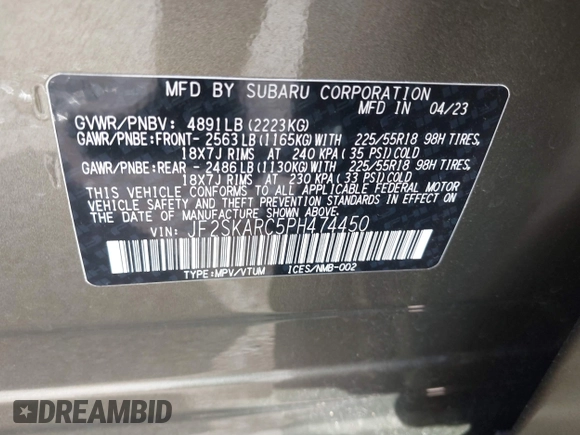 MFD BY SUBARU CORPORATION
MFD IN 04/23
GVWR/PNBV: 4891LB(2223KG)
GAWR/PNBE:FRONT- 2563LB(1165KG)WITH 225/55R18 98H TIRES,
18X7J RIMS AT 240 KPA(35 PSI)COLD
GAWR/PNBE:REAR - 2486LB(1130KG)WITH 225/55R18 98H TIRES,
18X7J RIMS AT 230 KPA(33 PSI)COLD
THIS VEHICLE CONFORMS TO ALL APPLICABLE FEDERAL MOTOR
VEHICLE SAFETY AND THEFT PREVENTION STANDARDS IN EFFECT
ON THE DATE OF MANUFACTURE SHOWN ABOVE.
VIN: JF2SKARC5PH474450
TYPE:MPV/VTUM ICES/NMB-002
DREAMBID